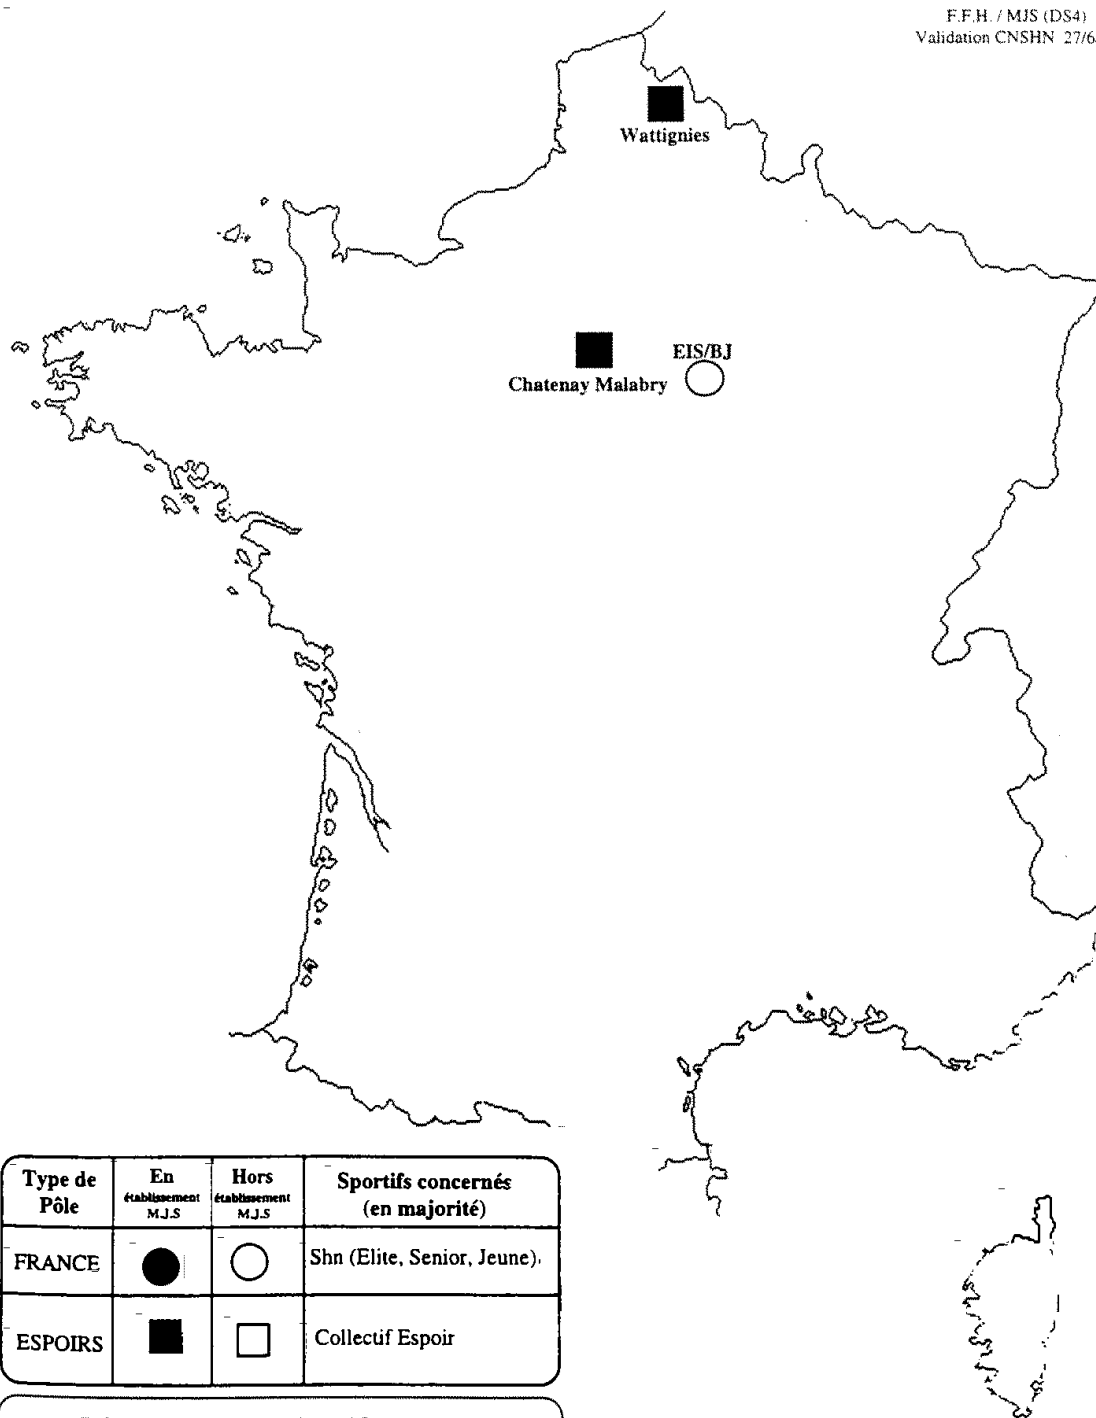 F.F.H. / MJS (DS4)
Validation CNSHN 27/6
Wattignies
EIS/BJ
Chatenay Malabry
Type de Pôle
En établissement M.J.S
Hors établissement M.J.S
Sportifs concernés (en majorité)
FRANCE
Shn (Elite, Senior, Jeune).
ESPOIRS
Collectif Espoir